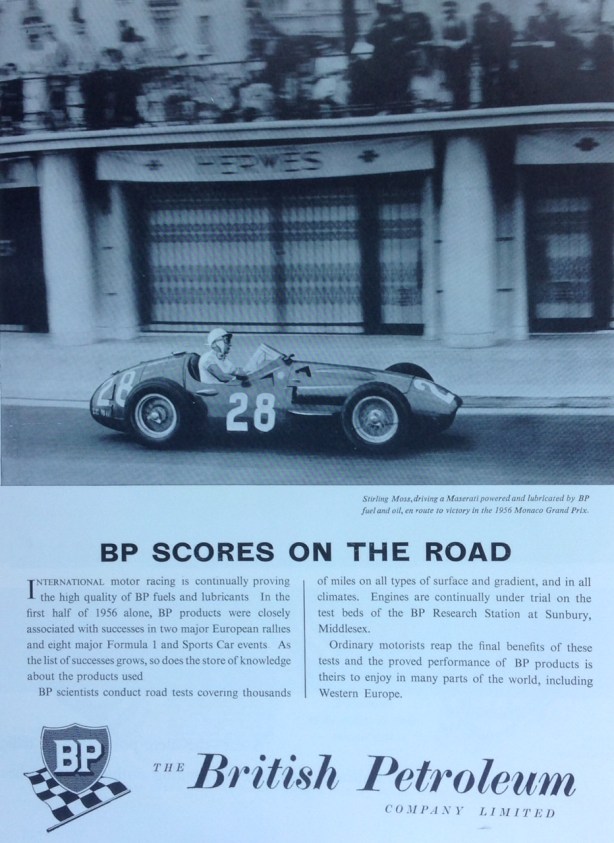 HERMES
28
28
2
Stirling Moss, driving a Maserati powered and lubricated by BP
fuel and oil, en route to victory in the 1956 Monaco Grand Prix.
BP SCORES ON THE ROAD
INTERNATIONAL motor racing is continually proving
the high quality of BP fuels and lubricants In the
first half of 1956 alone, BP products were closely
associated with successes in two major European rallies
and eight major Formula 1 and Sports Car events As
the list of successes grows, so does the store of knowledge
about the products used
BP scientists conduct road tests covering thousands
of miles on all types of surface and gradient, and in all
climates. Engines are continually under trial on the
test beds of the BP Research Station at Sunbury,
Middlesex.
Ordinary motorists reap the final benefits of these
tests and the proved performance of BP products is
theirs to enjoy in many parts of the world, including
Western Europe.
BP
THE British Petroleum
COMPANY LIMITED